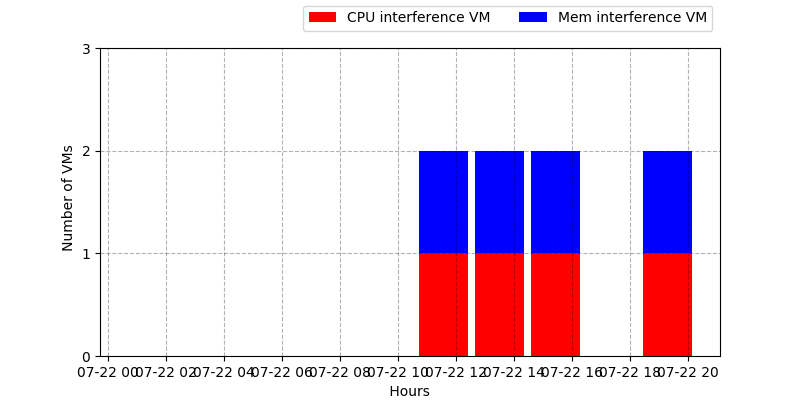 CPU interference VM Mem interference VM
3
2
1
0
Number of VMs
07-22 00 07-22 02 07-22 04 07-22 06 07-22 08 07-22 10 07-22 12 07-22 14 07-22 16 07-22 18 07-22 20
Hours